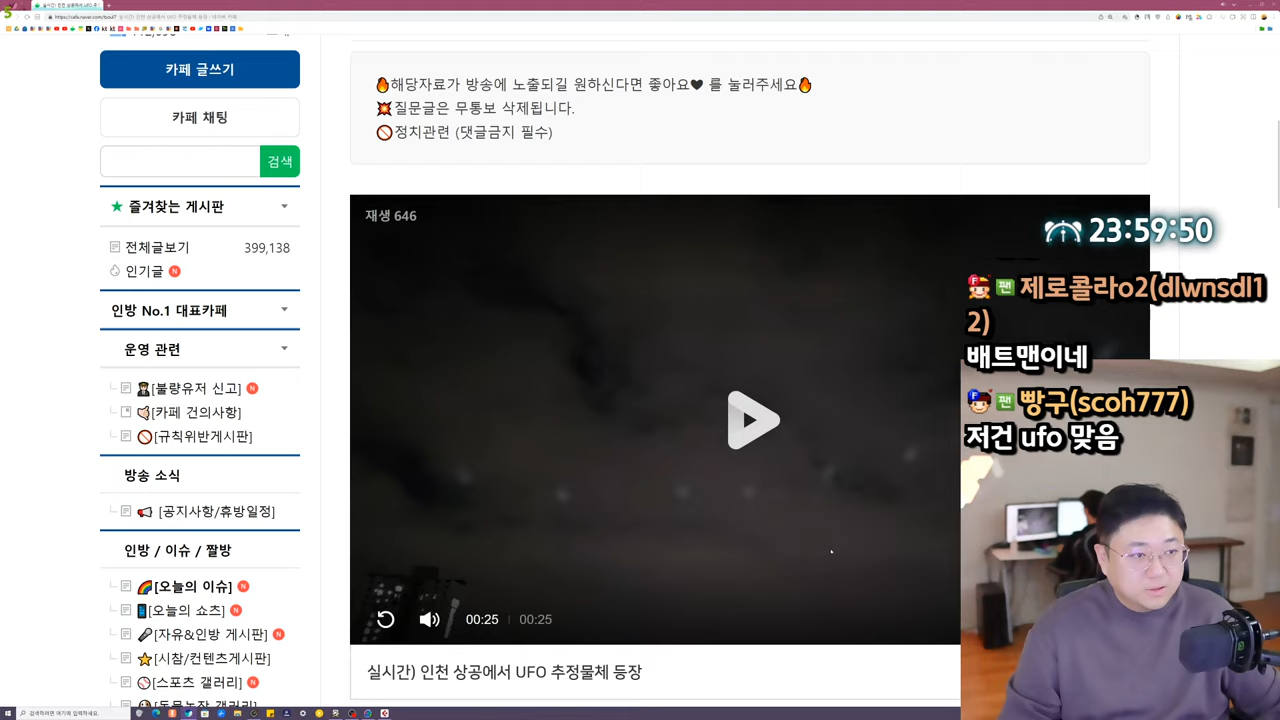 카페 글쓰기
카페 채팅
검색
★ 즐겨찾는 게시판
전체글보기 399,138
인기글 N
인방 No.1 대표카페
운영 관련
[불량유저 신고] N
[카페 건의사항]
[규칙위반게시판]
방송 소식
[공지사항/휴방일정]
인방 / 이슈 / 짤방
[오늘의 이슈] N
[오늘의 쇼츠] N
[자유&인방 게시판] N
[시참/컨텐츠게시판]
[스포츠 갤러리] N
🔥해당자료가 방송에 노출되길 원하신다면 좋아요🖤 를 눌러주세요🔥
💥질문글은 무통보 삭제됩니다.
🚫정치관련 (댓글금지 필수)
재생 646
00:25 | 00:25
실시간) 인천 상공에서 UFO 추정물체 등장
23:59:50
팬 제로콜라o2(dlwnsdl1
2)
배트맨이네
팬 빵구(scoh777)
저건 ufo 맞음